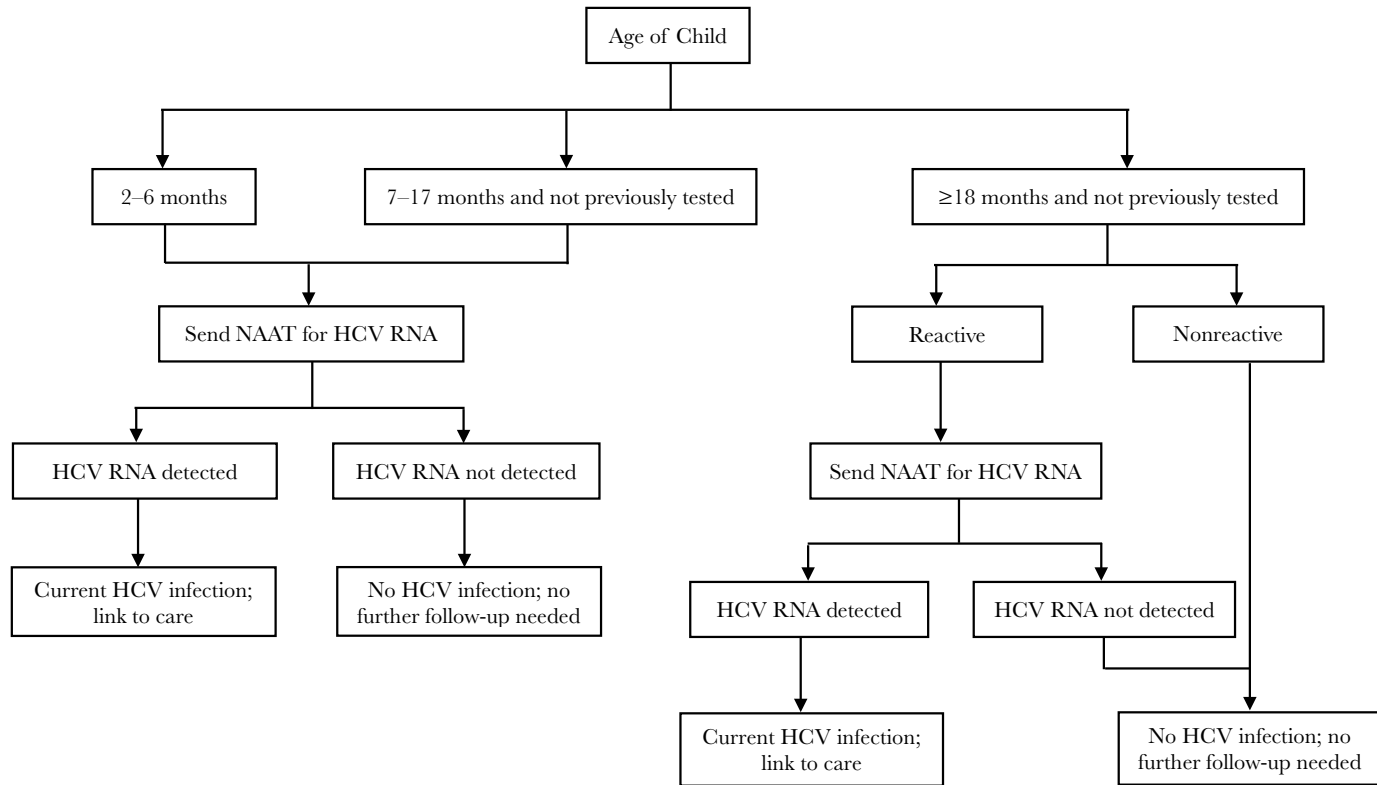 Age of Child
2–6 months
7–17 months and not previously tested
≥18 months and not previously tested
Send NAAT for HCV RNA
Reactive
Nonreactive
HCV RNA detected
HCV RNA not detected
Send NAAT for HCV RNA
Current HCV infection;
link to care
No HCV infection; no
further follow-up needed
HCV RNA detected
HCV RNA not detected
Current HCV infection;
link to care
No HCV infection; no
further follow-up needed